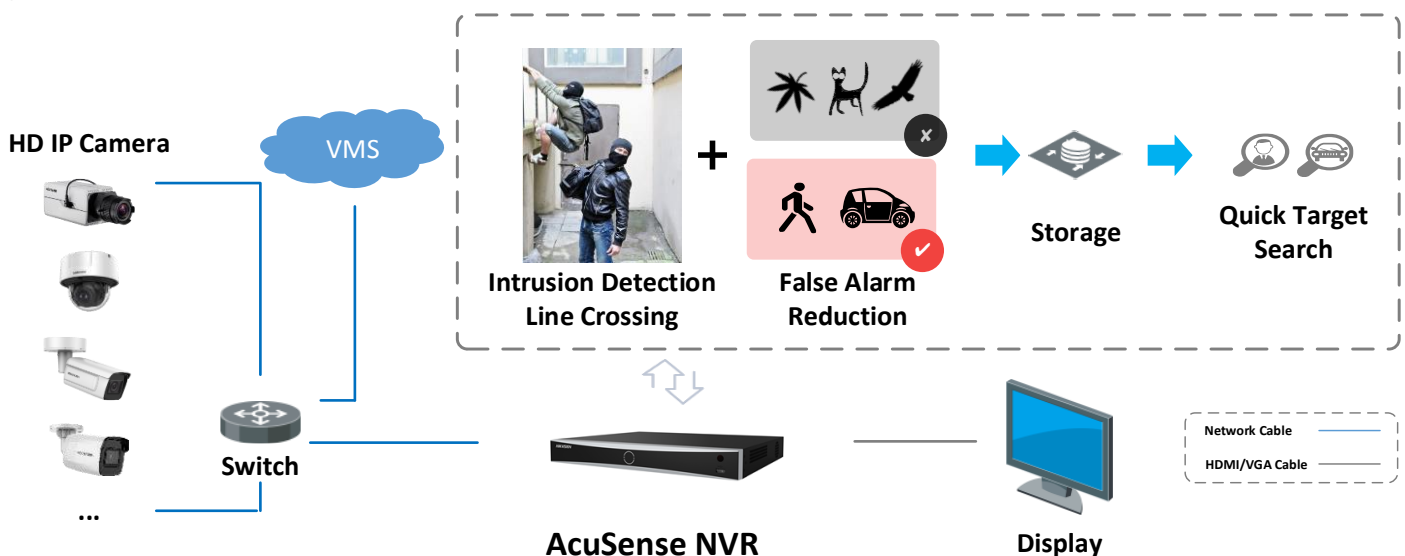 HD IP Camera
VMS
Intrusion Detection
Line Crossing
+
False Alarm
Reduction
Storage
Quick Target
Search
Switch
...
AcuSense NVR
Display
Network Cable
HDMI/VGA Cable